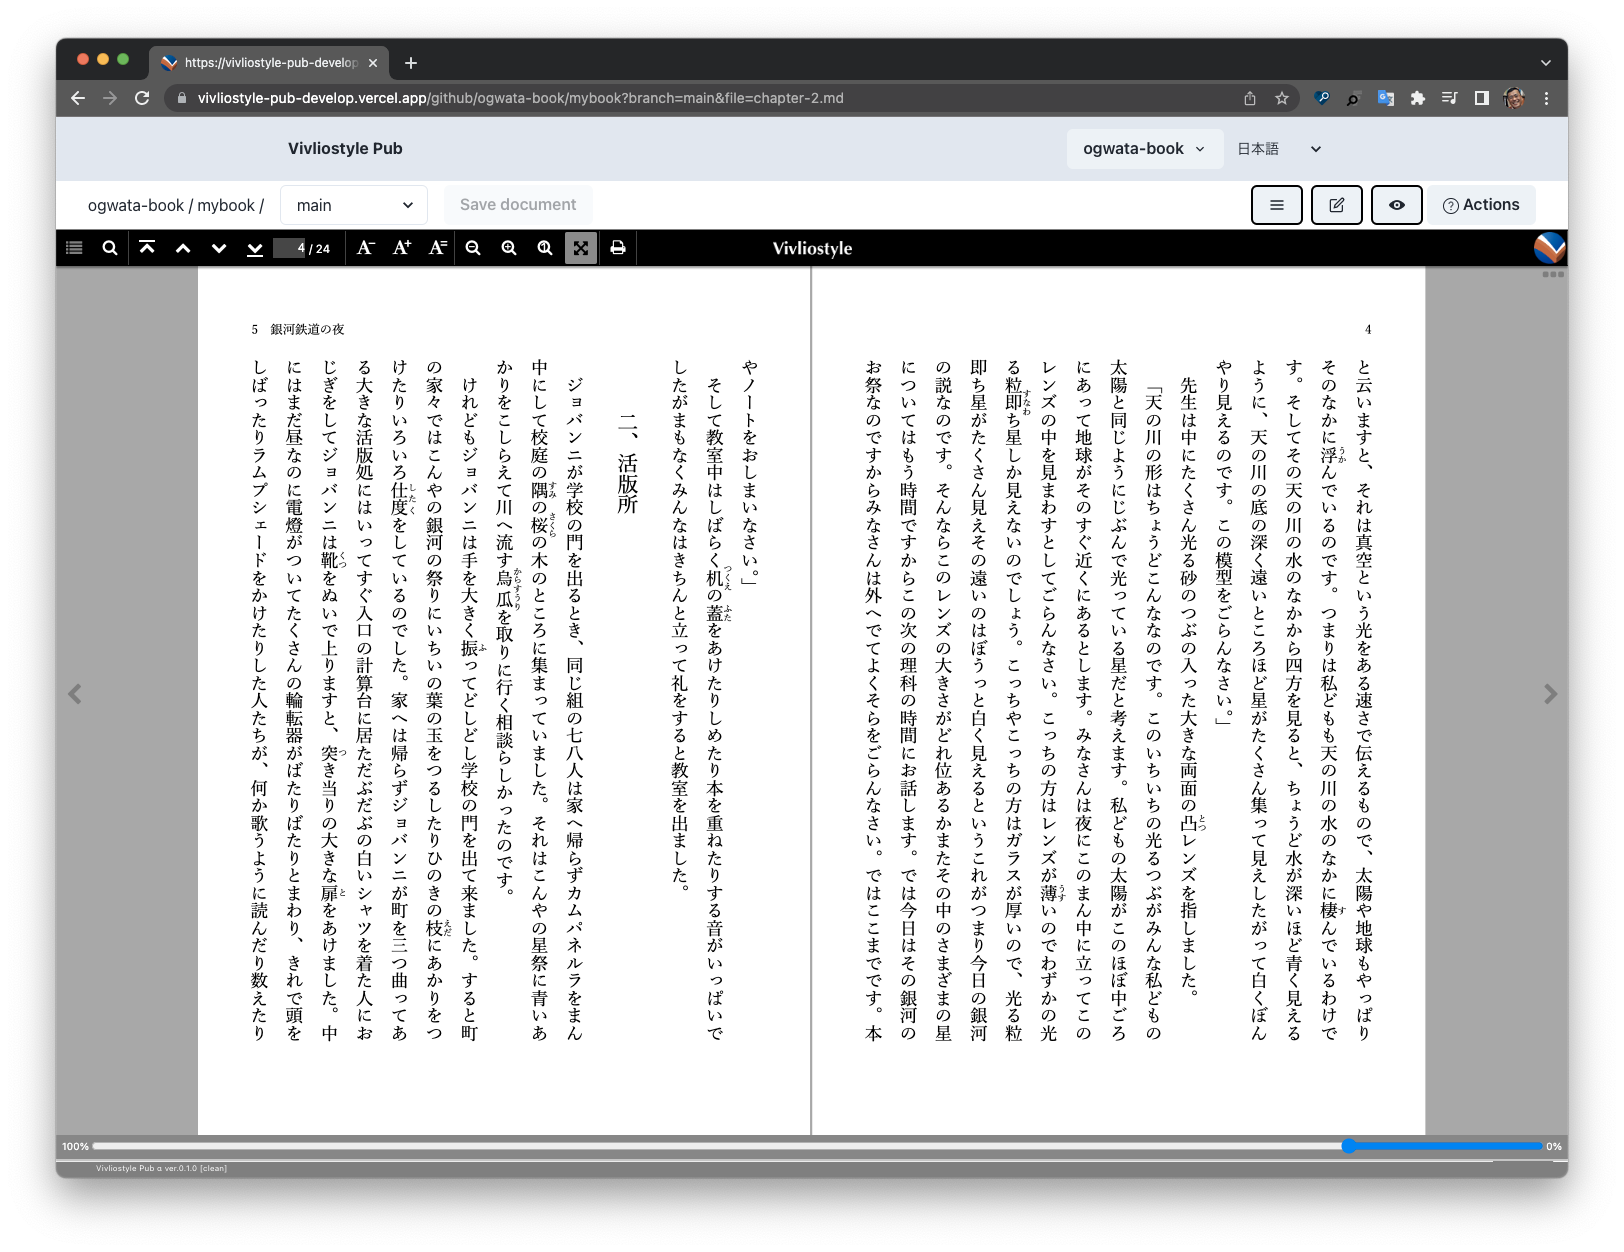 https://vivliostyle-pub-develop
vivliostyle-pub-develop.vercel.app/github/ogwata-book/mybook?branch=main&file=chapter-2.md
Vivliostyle Pub
ogwata-book
日本語
ogwata-book / mybook /
main
Save document
Actions
4 / 24
A−
A+
A=
Vivliostyle
4
と云いますと、それは真空という光をある速さで伝えるもので、太陽や地球もやっぱり
そのなかに浮うかんでいるのです。つまりは私どもも天の川の水のなかに棲すんでいるわけで
す。そしてその天の川の水のなかから四方を見ると、ちょうど水が深いほど青く見える
ように、天の川の底の深く遠いところほど星がたくさん集って見えしたがって白くぼん
やり見えるのです。この模型をごらんなさい。」
先生は中にたくさん光る砂のつぶの入った大きな両面の凸とつレンズを指しました。
「天の川の形はちょうどこんななのです。このいちいちの光るつぶがみんな私どもの
太陽と同じようにじぶんで光っている星だと考えます。私どもの太陽がこのほぼ中ごろ
にあって地球がそのすぐ近くにあるとします。みなさんは夜にこのまん中に立ってこの
レンズの中を見まわすとしてごらんなさい。こっちの方はレンズが薄うすいのでわずかの光
る粒即すなわち星しか見えないのでしょう。こっちやこっちの方はガラスが厚いので、光る粒
即ち星がたくさん見えその遠いのはぼうっと白く見えるというこれがつまり今日の銀河
の説なのです。そんならこのレンズの大きさがどれ位あるかまたその中のさまざまの星
についてはもう時間ですからこの次の理科の時間にお話します。では今日はその銀河の
お祭なのですからみなさんは外へでてよくそらをごらんなさい。ではここまでです。本
5 銀河鉄道の夜
やノートをおしまいなさい。」
そして教室中はしばらく机つくえの蓋ふたをあけたりしめたり本を重ねたりする音がいっぱいで
したがまもなくみんなはきちんと立って礼をすると教室を出ました。
二、活版所
ジョバンニが学校の門を出るとき、同じ組の七八人は家へ帰らずカムパネルラをまん
中にして校庭の隅すみの桜さくらの木のところに集まっていました。それはこんやの星祭に青いあ
かりをこしらえて川へ流す烏瓜からすうりを取りに行く相談らしかったのです。
けれどもジョバンニは手を大きく振ふってどしどし学校の門を出て来ました。すると町
の家々ではこんやの銀河の祭りにいちいの葉の玉をつるしたりひのきの枝えだにあかりをつ
けたりいろいろ仕度したくをしているのでした。家へは帰らずジョバンニが町を三つ曲ってあ
る大きな活版処にはいってすぐ入口の計算台に居ただぶだぶの白いシャツを着た人にお
じぎをしてジョバンニは靴くつをぬいで上りますと、突つき当りの大きな扉とをあけました。中
にはまだ昼なのに電燈がついてたくさんの輪転器がばたりばたりとまわり、きれで頭を
しばったりラムプシェードをかけたりした人たちが、何か歌うように読んだり数えたり
100%
0%
Vivliostyle Pub α ver.0.1.0 [clean]